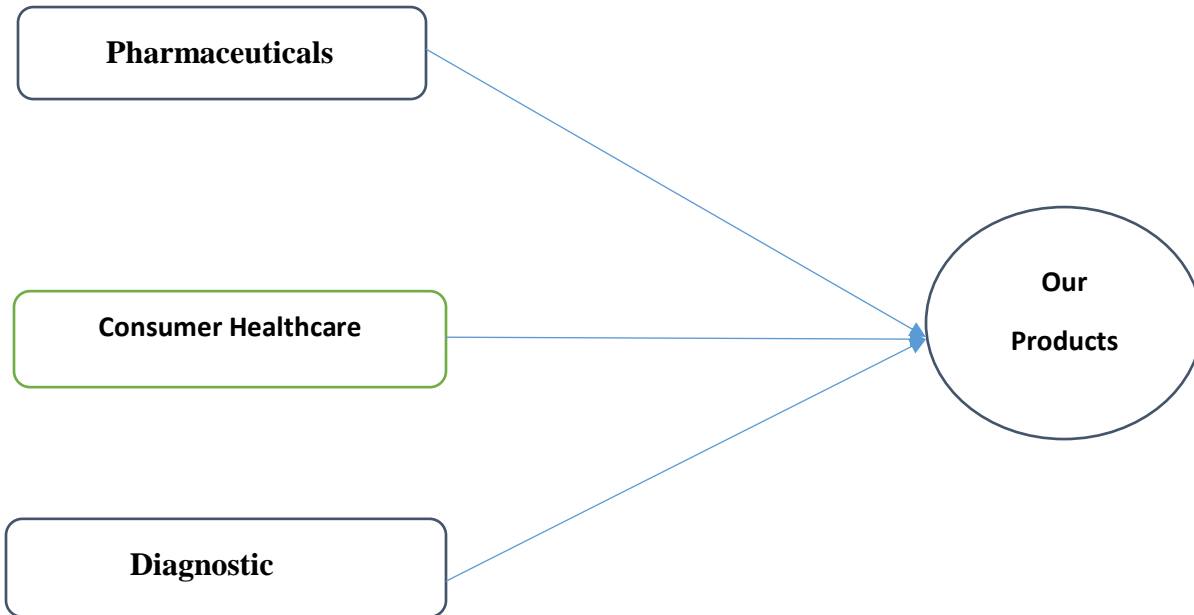 Pharmaceuticals
Consumer Healthcare
Our
Products
Diagnostic